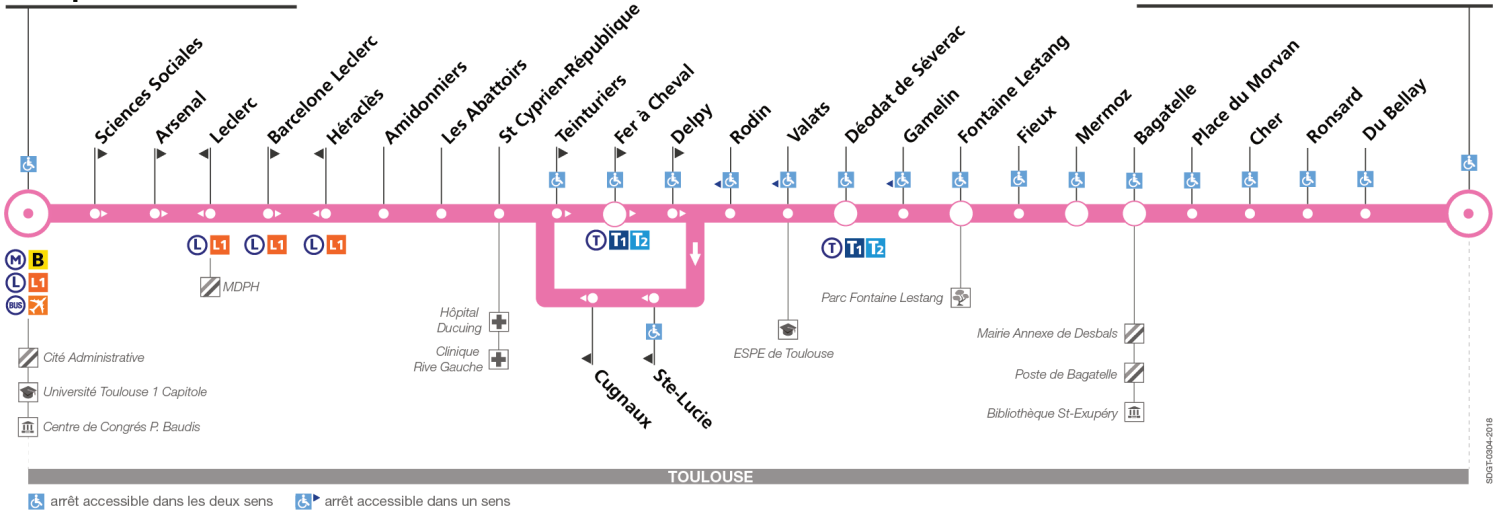 Sciences Sociales
Arsenal
Leclerc
Barcelone Leclerc
Héraclès
Amidonniers
Les Abattoirs
St Cyprien-République
Teinturiers
Fer à Cheval
Delpy
Rodin
Valats
Déodat de Séverac
Gamelin
Fontaine Lestang
Fieux
Mermoz
Bagatelle
Place du Morvan
Cher
Ronsard
Du Bellay
M B
L L1
BUS
L L1
L L1
L L1
T T1 T2
T T1 T2
MDPH
Cité Administrative
Université Toulouse 1 Capitole
Centre de Congrés P. Baudis
Hôpital
Ducuing
Clinique
Rive Gauche
Cugnaux
Ste-Lucie
ESPE de Toulouse
Parc Fontaine Lestang
Mairie Annexe de Desbals
Poste de Bagatelle
Bibliothèque St-Exupéry
TOULOUSE
arrêt accessible dans les deux sens
arrêt accessible dans un sens
SDGT-0304-2018